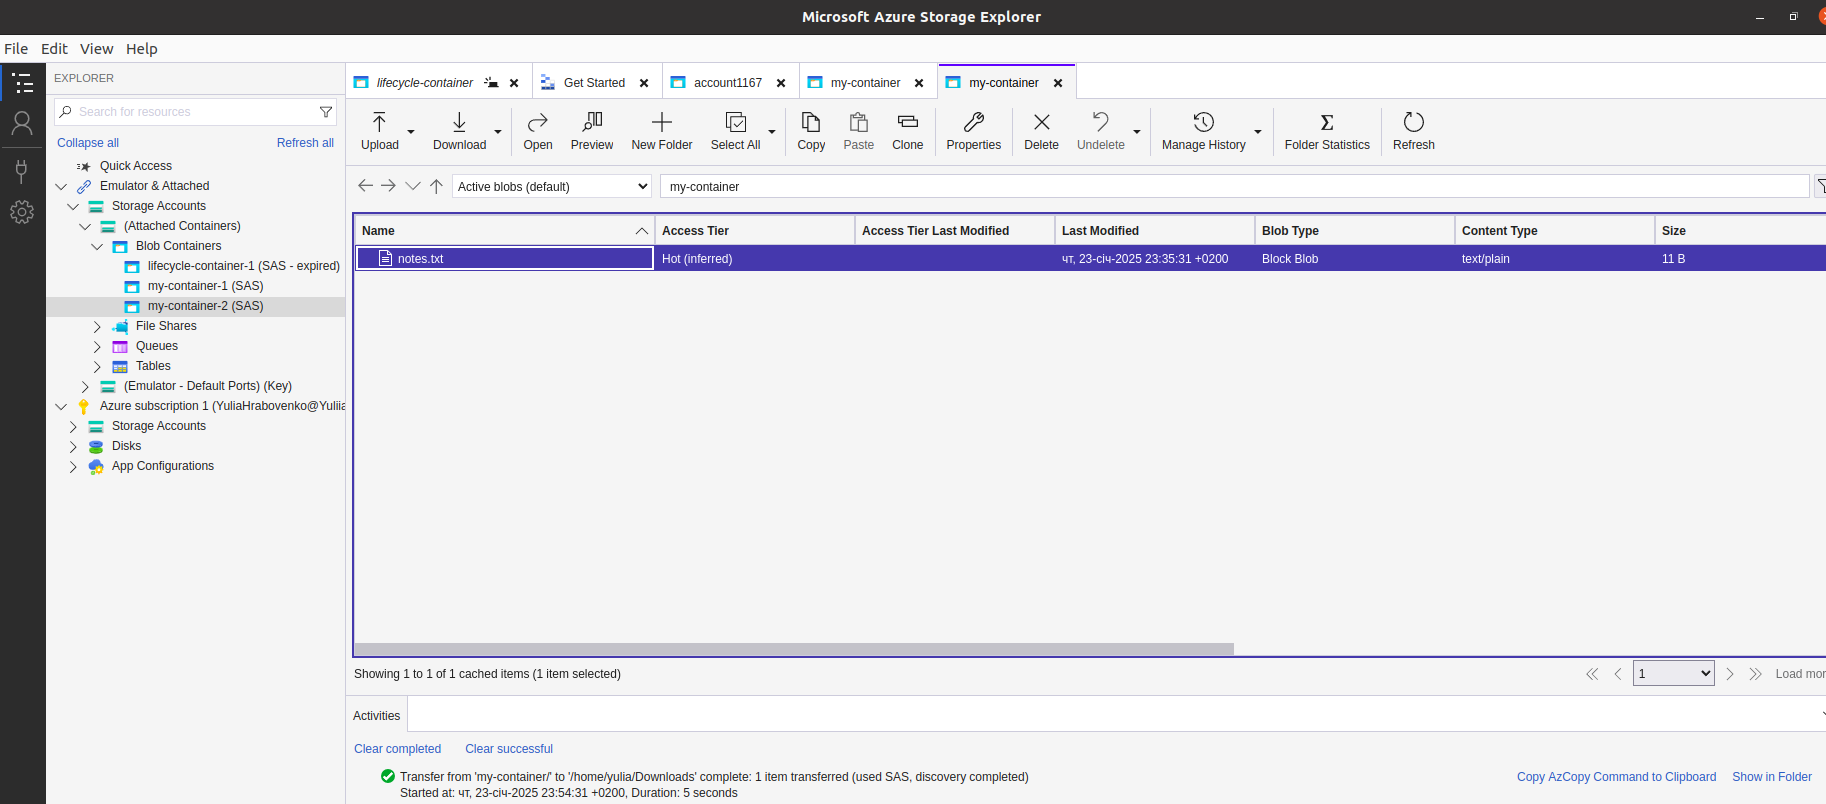 Microsoft Azure Storage Explorer
File Edit View Help
EXPLORER
Search for resources
Collapse all Refresh all
Quick Access
Emulator & Attached
Storage Accounts
(Attached Containers)
Blob Containers
lifecycle-container-1 (SAS - expired)
my-container-1 (SAS)
my-container-2 (SAS)
File Shares
Queues
Tables
(Emulator - Default Ports) (Key)
Azure subscription 1 (YuliaHrabovenko@Yuliia
Storage Accounts
Disks
App Configurations
lifecycle-container Get Started account1167 my-container my-container
Upload Download Open Preview New Folder Select All Copy Paste Clone Properties Delete Undelete Manage History Folder Statistics Refresh
Active blobs (default) my-container
Name Access Tier Access Tier Last Modified Last Modified Blob Type Content Type Size
notes.txt Hot (inferred) чт, 23-січ-2025 23:35:31 +0200 Block Blob text/plain 11 B
Showing 1 to 1 of 1 cached items (1 item selected) 1 Load mor
Activities
Clear completed Clear successful
Transfer from 'my-container/' to '/home/yulia/Downloads' complete: 1 item transferred (used SAS, discovery completed) Copy AzCopy Command to Clipboard Show in Folder
Started at: чт, 23-січ-2025 23:54:31 +0200, Duration: 5 seconds